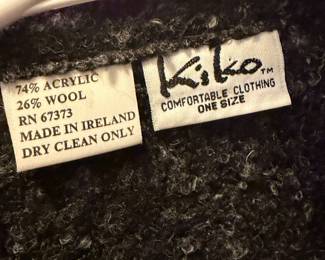 74% ACRYLIC
26% WOOL
RN 67373
MADE IN IRELAND
DRY CLEAN ONLY
Kiko™
COMFORTABLE CLOTHING
ONE SIZE